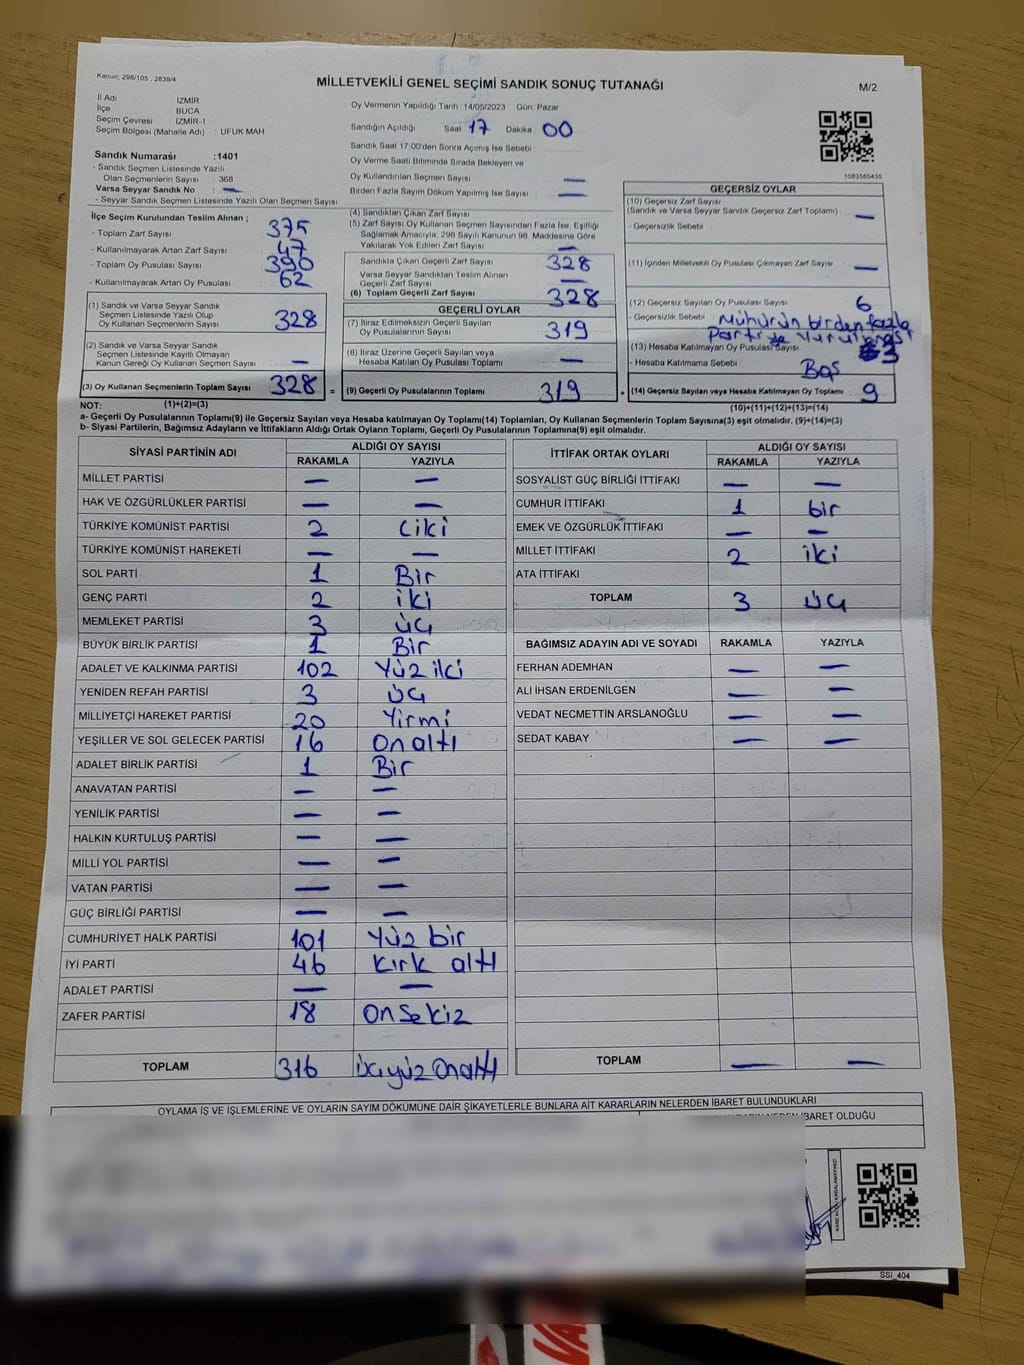 Kanun; 298/105 , 2839/4
MİLLETVEKİLİ GENEL SEÇİMİ SANDIK SONUÇ TUTANAĞI
M/2
İl Adı : İZMİR
İlçe : BUCA
Seçim Çevresi : İZMİR-1
Seçim Bölgesi (Mahalle Adı) : UFUK MAH
Sandık Numarası : 1401
- Sandık Seçmen Listesinde Yazılı
Olan Seçmenlerin Sayısı : 368
Varsa Seyyar Sandık No : —
- Seyyar Sandık Seçmen Listesinde Yazılı Olan Seçmen Sayısı
Oy Vermenin Yapıldığı Tarih : 14/05/2023 Gün: Pazar
Sandığın Açıldığı Saat 17 Dakika 00
Sandık Saat 17:00'den Sonra Açılmış İse Sebebi
Oy Verme Saati Bitiminde Sırada Bekleyen ve
Oy Kullandırılan Seçmen Sayısı —
Birden Fazla Sayım Döküm Yapılmış İse Sayısı —
İlçe Seçim Kurulundan Teslim Alınan ;
- Toplam Zarf Sayısı 375
- Kullanılmayarak Artan Zarf Sayısı 47
- Toplam Oy Pusulası Sayısı 390
- Kullanılmayarak Artan Oy Pusulası 62
(1) Sandık ve Varsa Seyyar Sandık
Seçmen Listesinde Yazılı Olup
Oy Kullanan Seçmenlerin Sayısı 328
(2) Sandık ve Varsa Seyyar Sandık
Seçmen Listesinde Kayıtlı Olmayan
Kanun Gereği Oy Kullanan Seçmen Sayısı —
(3) Oy Kullanan Seçmenlerin Toplam Sayısı 328 =
(4) Sandıktan Çıkan Zarf Sayısı
(5) Zarf Sayısı Oy Kullanan Seçmen Sayısından Fazla İse, Eşitliği
Sağlamak Amacıyla, 298 Sayılı Kanunun 98. Maddesine Göre
Yakılarak Yok Edilen Zarf Sayısı —
Sandıkta Çıkan Geçerli Zarf Sayısı 328
Varsa Seyyar Sandıktan Teslim Alınan
Geçerli Zarf Sayısı —
(6) Toplam Geçerli Zarf Sayısı 328
GEÇERLİ OYLAR
(7) İtiraz Edilmeksizin Geçerli Sayılan
Oy Pusulalarının Sayısı 319
(8) İtiraz Üzerine Geçerli Sayılan veya
Hesaba Katılan Oy Pusulası Toplamı —
(9) Geçerli Oy Pusulalarının Toplamı 319 +
1083585435
GEÇERSİZ OYLAR
(10) Geçersiz Zarf Sayısı
(Sandık ve Varsa Seyyar Sandık Geçersiz Zarf Toplamı) —
- Geçersizlik Sebebi :
(11) İçinden Milletvekili Oy Pusulası Çıkmayan Zarf Sayısı —
(12) Geçersiz Sayılan Oy Pusulası Sayısı 6
- Geçersizlik Sebebi : Mühürün birden fazla
Partiye Vurulması
(13) Hesaba Katılmayan Oy Pusulası Sayısı 3
- Hesaba Katılmama Sebebi : Boş
(14) Geçersiz Sayılan veya Hesaba Katılmayan Oy Toplamı : 9
NOT: (1)+(2)=(3)
(10)+(11)+(12)+(13)=(14)
a- Geçerli Oy Pusulalarının Toplam(9) ile Geçersiz Sayılan veya Hesaba katılmayan Oy Toplamı(14) Toplamları, Oy Kullanan Seçmenlerin Toplam Sayısına(3) eşit olmalıdır. (9)+(14)=(3)
b- Siyasi Partilerin, Bağımsız Adayların ve İttifakların Aldığı Ortak Oyların Toplamı, Geçerli Oy Pusulalarının Toplamına(9) eşit olmalıdır.
SİYASİ PARTİNİN ADI ALDIĞI OY SAYISI
RAKAMLA YAZIYLA
MİLLET PARTİSİ — —
HAK VE ÖZGÜRLÜKLER PARTİSİ — —
TÜRKİYE KOMÜNİST PARTİSİ 2 iki
TÜRKİYE KOMÜNİST HAREKETİ — —
SOL PARTİ 1 Bir
GENÇ PARTİ 2 iki
MEMLEKET PARTİSİ 3 üç
BÜYÜK BİRLİK PARTİSİ 1 Bir
ADALET VE KALKINMA PARTİSİ 102 Yüz iki
YENİDEN REFAH PARTİSİ 3 üç
MİLLİYETÇİ HAREKET PARTİSİ 20 Yirmi
YEŞİLLER VE SOL GELECEK PARTİSİ 16 Onaltı
ADALET BİRLİK PARTİSİ 1 Bir
ANAVATAN PARTİSİ — —
YENİLİK PARTİSİ — —
HALKIN KURTULUŞ PARTİSİ — —
MİLLİ YOL PARTİSİ — —
VATAN PARTİSİ — —
GÜÇ BİRLİĞİ PARTİSİ — —
CUMHURİYET HALK PARTİSİ 101 Yüz bir
İYİ PARTİ 46 Kırk altı
ADALET PARTİSİ — —
ZAFER PARTİSİ 18 OnSekiz
TOPLAM 316 üçyüz Onaltı
İTTİFAK ORTAK OYLARI ALDIĞI OY SAYISI
RAKAMLA YAZIYLA
SOSYALİST GÜÇ BİRLİĞİ İTTİFAKI — —
CUMHUR İTTİFAKI 1 bir
EMEK VE ÖZGÜRLÜK İTTİFAKI — —
MİLLET İTTİFAKI 2 iki
ATA İTTİFAKI
TOPLAM 3 üç
BAĞIMSIZ ADAYIN ADI VE SOYADI RAKAMLA YAZIYLA
FERHAN ADEMHAN — —
ALİ İHSAN ERDENİLGEN — —
VEDAT NECMETTİN ARSLANOĞLU — —
SEDAT KABAY — —
TOPLAM — —
OYLAMA İŞ VE İŞLEMLERİNE VE OYLARIN SAYIM DÖKÜMÜNE DAİR ŞİKAYETLERLE BUNLARA AİT KARARLARIN NELERDEN İBARET BULUNDUKLARI
İBARET OLDUĞU
KARE KODU KARALAMAYINIZ!
SSI_404